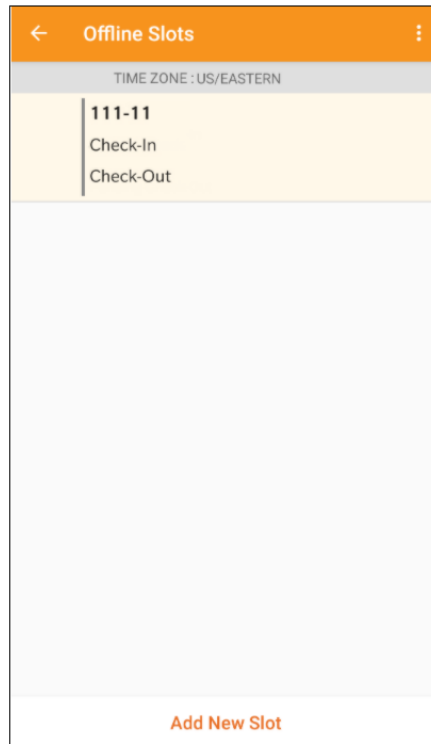 Offline Slots
TIME ZONE : US/EASTERN
111-11
Check-In
Check-Out
Add New Slot